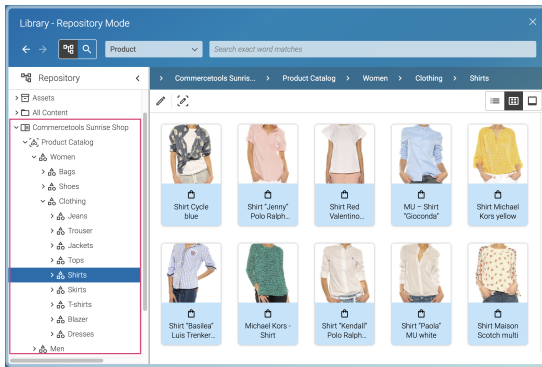 Library - Repository Mode
Product
Search exact word matches
Repository
Commercetools Sunris...
Product Catalog
Women
Clothing
Shirts
Assets
All Content
Commercetools Sunrise Shop
Product Catalog
Women
Bags
Shoes
Clothing
Jeans
Trouser
Jackets
Tops
Shirts
Skirts
T-shirts
Blazer
Dresses
Men
Shirt Cycle
blue
Shirt "Jenny"
Polo Ralph...
Shirt Red
Valentino...
MU – Shirt
"Gioconda"
Shirt Michael
Kors yellow
Shirt "Basilea"
Luis Trenker...
Michael Kors -
Shirt
Shirt "Kendall"
Polo Ralph...
Shirt "Paola"
MU white
Shirt Maison
Scotch multi